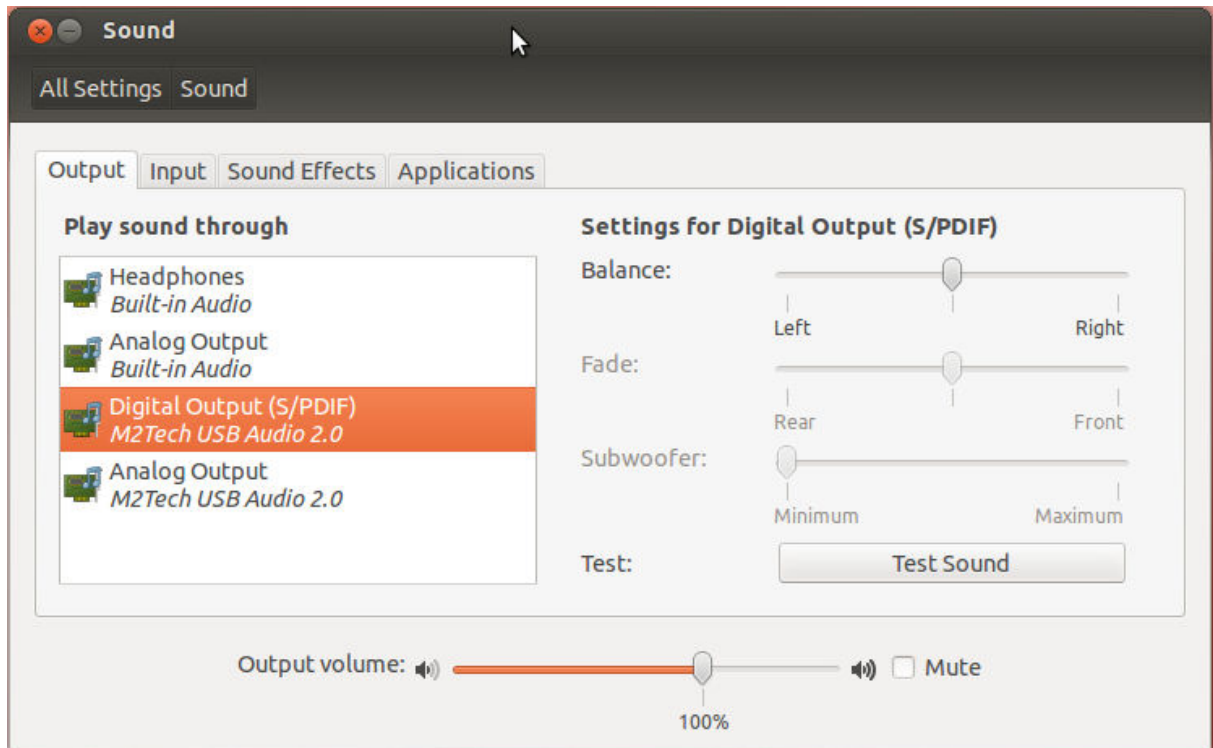 Sound
All Settings Sound
Output Input Sound Effects Applications
Play sound through
Headphones
Built-in Audio
Analog Output
Built-in Audio
Digital Output (S/PDIF)
M2Tech USB Audio 2.0
Analog Output
M2Tech USB Audio 2.0
Settings for Digital Output (S/PDIF)
Balance:
Left Right
Fade:
Rear Front
Subwoofer:
Minimum Maximum
Test: Test Sound
Output volume: Mute
100%